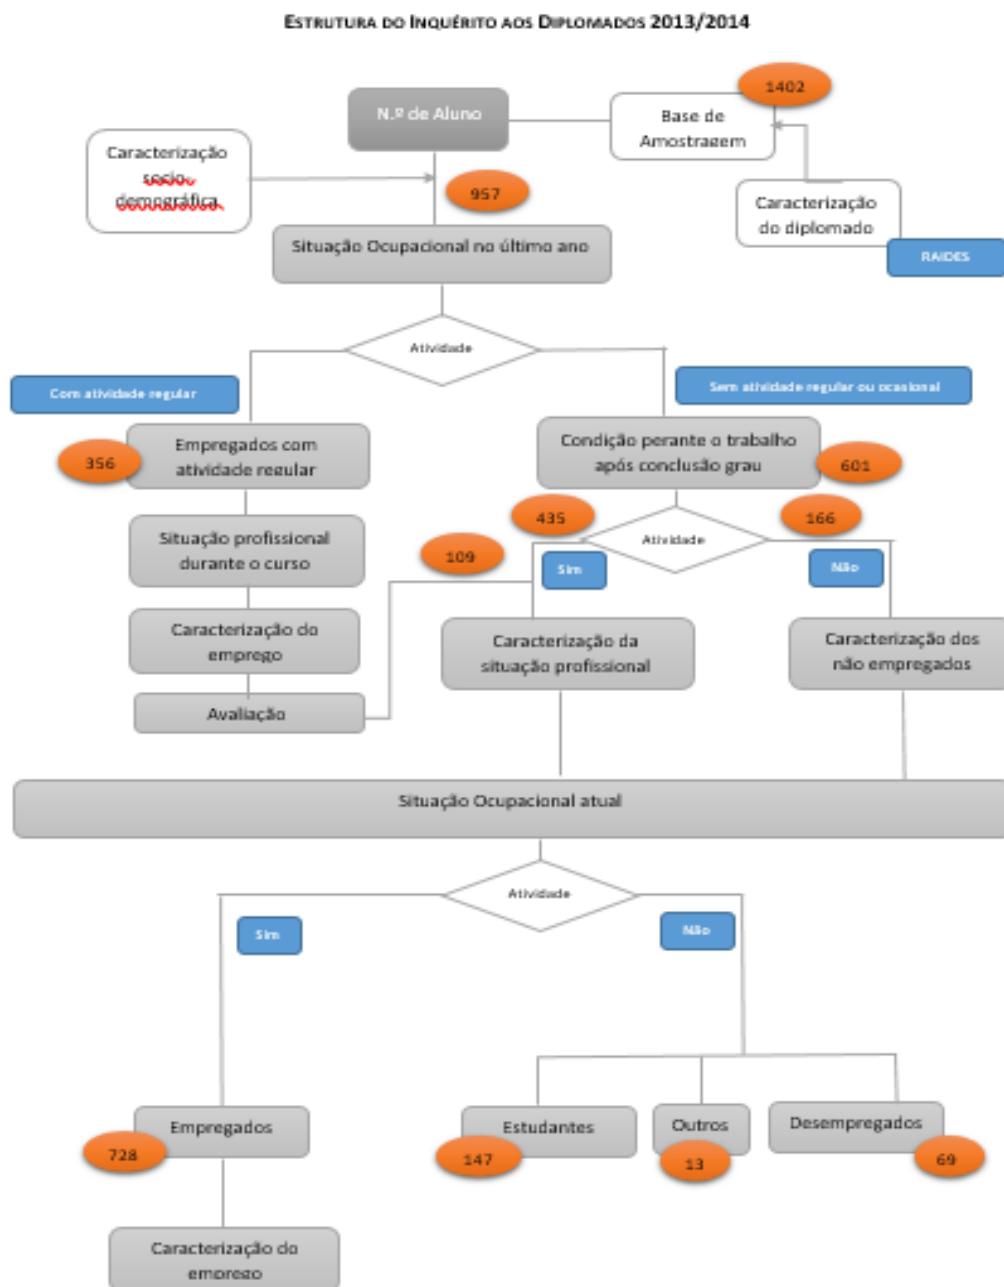 ESTRUTURA DO INQUÉRITO AOS DIPLOMADOS 2013/2014
1402
N.º de Aluno
Base de
Amostragem
Caracterização
socio-
demográfica
957
Caracterização
do diplomado
RAIDES
Situação Ocupacional no último ano
Atividade
Com atividade regular
Sem atividade regular ou ocasional
Empregados com
atividade regular
356
Condição perante o trabalho
após conclusão grau
601
435
166
Situação profissional
durante o curso
109
Atividade
Sim
Não
Caracterização do
emprego
Caracterização da
situação profissional
Caracterização dos
não empregados
Avaliação
Situação Ocupacional atual
Atividade
Sim
Não
Empregados
728
Estudantes
147
Outros
13
Desempregados
69
Caracterização do
emprego